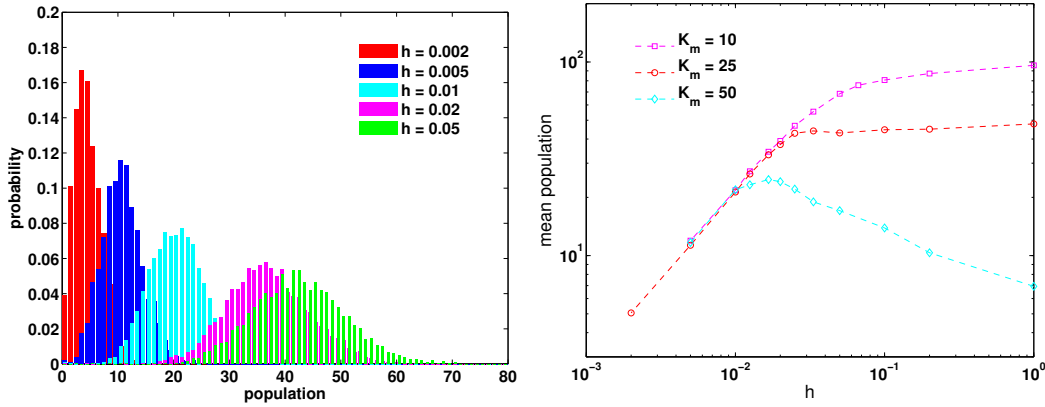 0.2
0.18
0.16
0.14
0.12
0.1
0.08
0.06
0.04
0.02
0
probability
0 10 20 30 40 50 60 70 80
population
h = 0.002
h = 0.005
h = 0.01
h = 0.02
h = 0.05
10²
10¹
mean population
10⁻³ 10⁻² 10⁻¹ 10⁰
h
Kₘ = 10
Kₘ = 25
Kₘ = 50